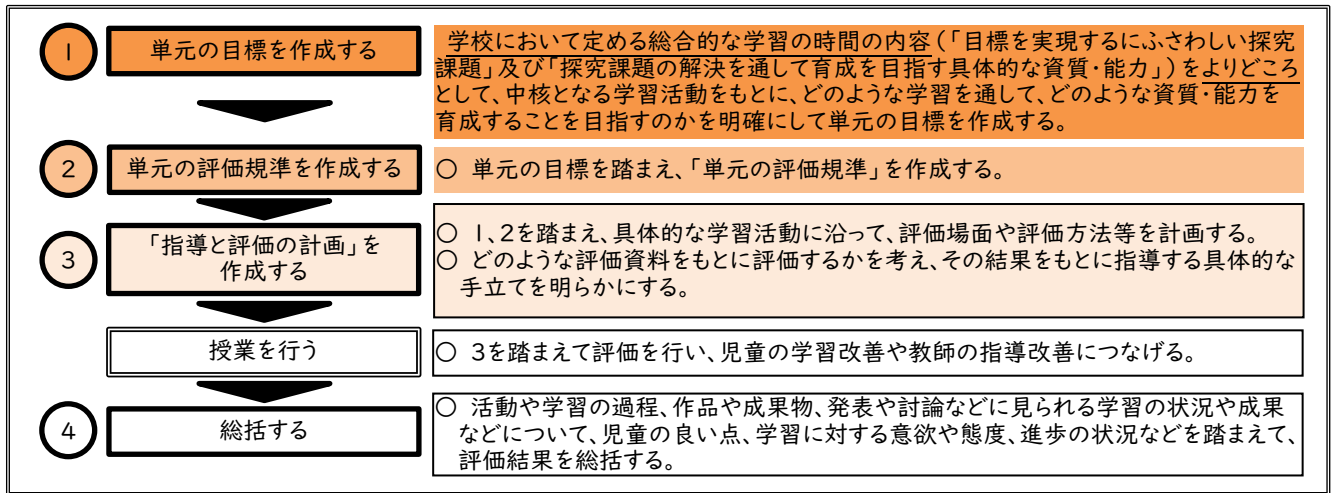 1
単元の目標を作成する
学校において定める総合的な学習の時間の内容(「目標を実現するにふさわしい探究
課題」及び「探究課題の解決を通して育成を目指す具体的な資質・能力」)をよりどころ
として、中核となる学習活動をもとに、どのような学習を通して、どのような資質・能力を
育成することを目指すのかを明確にして単元の目標を作成する。
2
単元の評価規準を作成する
○ 単元の目標を踏まえ、「単元の評価規準」を作成する。
3
「指導と評価の計画」を
作成する
○ 1、2を踏まえ、具体的な学習活動に沿って、評価場面や評価方法等を計画する。
○ どのような評価資料をもとに評価するかを考え、その結果をもとに指導する具体的な
手立てを明らかにする。
授業を行う
○ 3を踏まえて評価を行い、児童の学習改善や教師の指導改善につなげる。
4
総括する
○ 活動や学習の過程、作品や成果物、発表や討論などに見られる学習の状況や成果
などについて、児童の良い点、学習に対する意欲や態度、進歩の状況などを踏まえて、
評価結果を総括する。